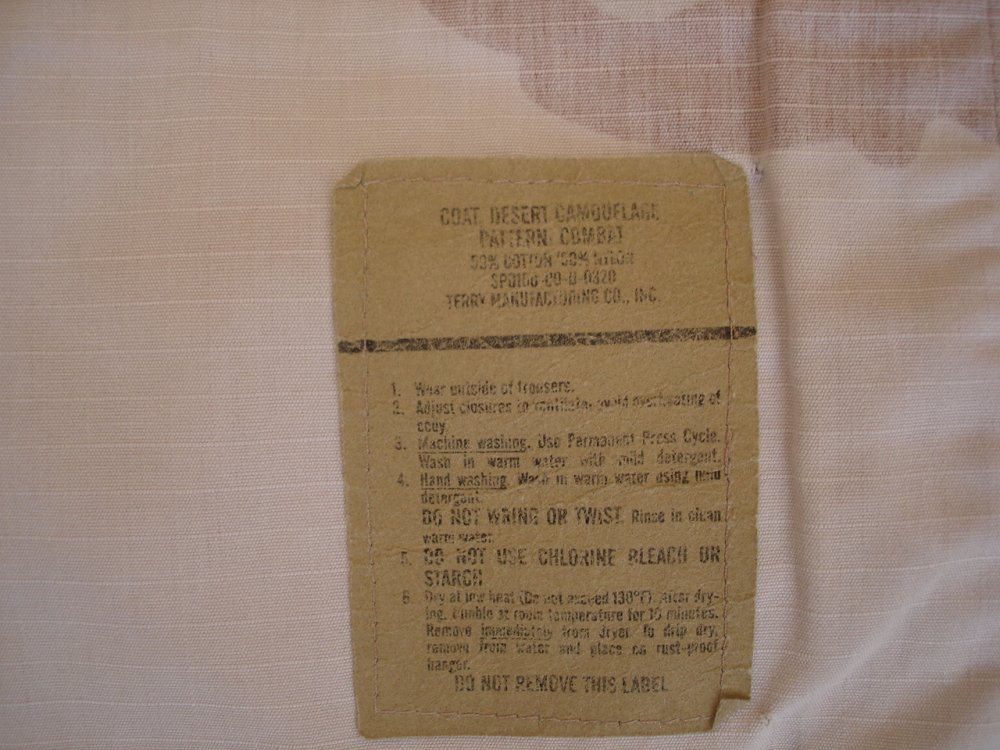 COAT, DESERT CAMOUFLAGE
PATTERN: COMBAT
50% COTTON 50% NYLON
SP0100-00-D-0320
TERRY MANUFACTURING CO., INC.
1. Wear outside of trousers.
2. Adjust closures to ventilate, avoid overheating of
body.
3. Machine washing. Use Permanent Press Cycle.
Wash in warm water with mild detergent.
4. Hand washing. Wash in warm water using mild
detergent.
DO NOT WRING OR TWIST. Rinse in clean
warm water.
5. DO NOT USE CHLORINE BLEACH OR
STARCH
6. Dry at low heat (Do not exceed 130°F). After dry-
ing, tumble at room temperature for 10 minutes.
Remove immediately from dryer. To drip dry,
remove from water and place on rust-proof
hanger.
DO NOT REMOVE THIS LABEL